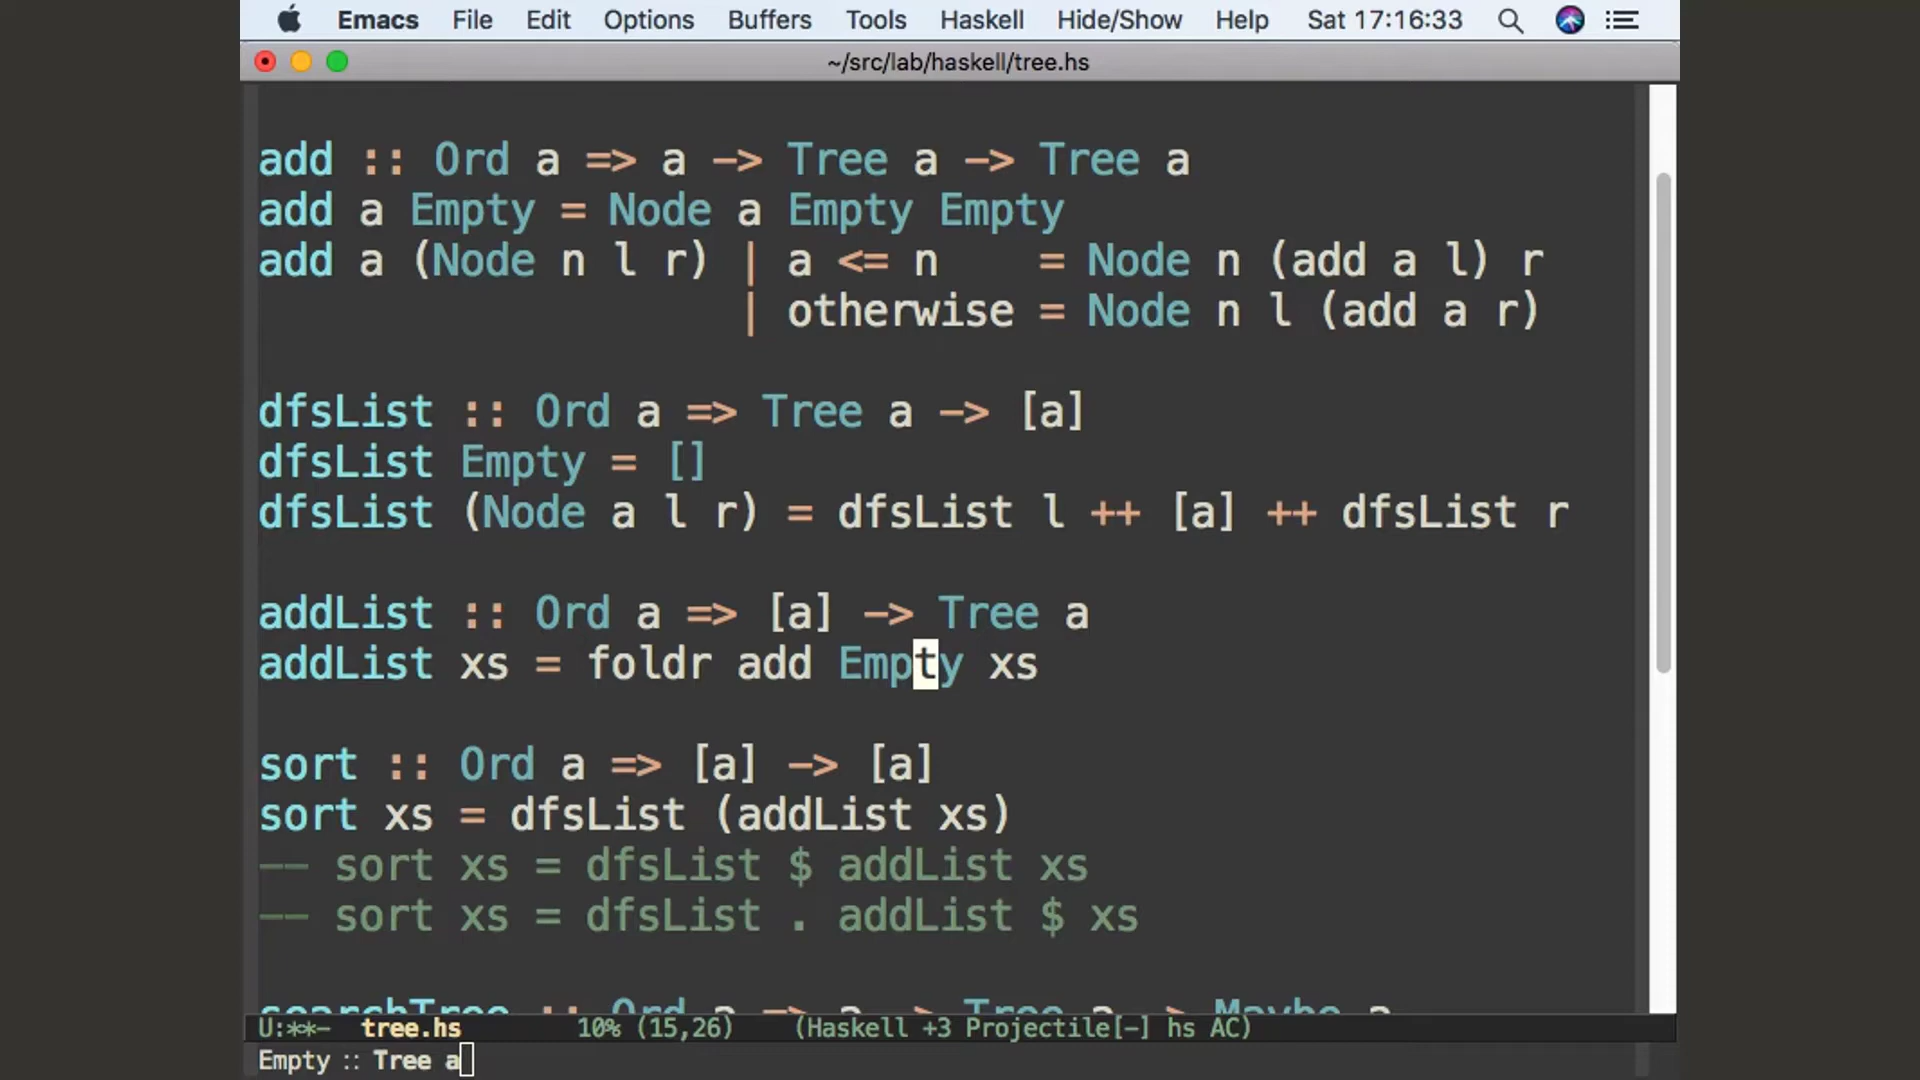 Emacs File Edit Options Buffers Tools Haskell Hide/Show Help Sat 17:16:33
~/src/lab/haskell/tree.hs
add :: Ord a => a -> Tree a -> Tree a
add a Empty = Node a Empty Empty
add a (Node n l r) | a <= n    = Node n (add a l) r
                   | otherwise = Node n l (add a r)
dfsList :: Ord a => Tree a -> [a]
dfsList Empty = []
dfsList (Node a l r) = dfsList l ++ [a] ++ dfsList r
addList :: Ord a => [a] -> Tree a
addList xs = foldr add Empty xs
sort :: Ord a => [a] -> [a]
sort xs = dfsList (addList xs)
-- sort xs = dfsList $ addList xs
-- sort xs = dfsList . addList $ xs
searchTree :: Ord a => a -> Tree a -> Maybe a
U:**-  tree.hs        10% (15,26)    (Haskell +3 Projectile[-] hs AC)
Empty :: Tree a